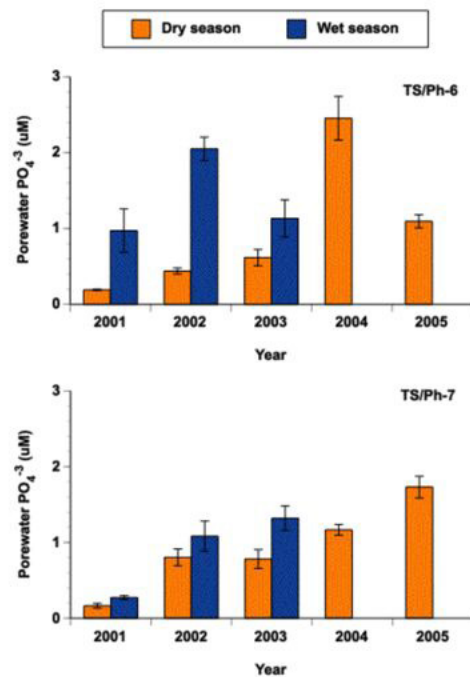 Dry season Wet season
TS/Ph-6
Porewater PO4-3 (uM)
3
2
1
0
2001 2002 2003 2004 2005
Year
TS/Ph-7
Porewater PO4-3 (uM)
3
2
1
0
2001 2002 2003 2004 2005
Year